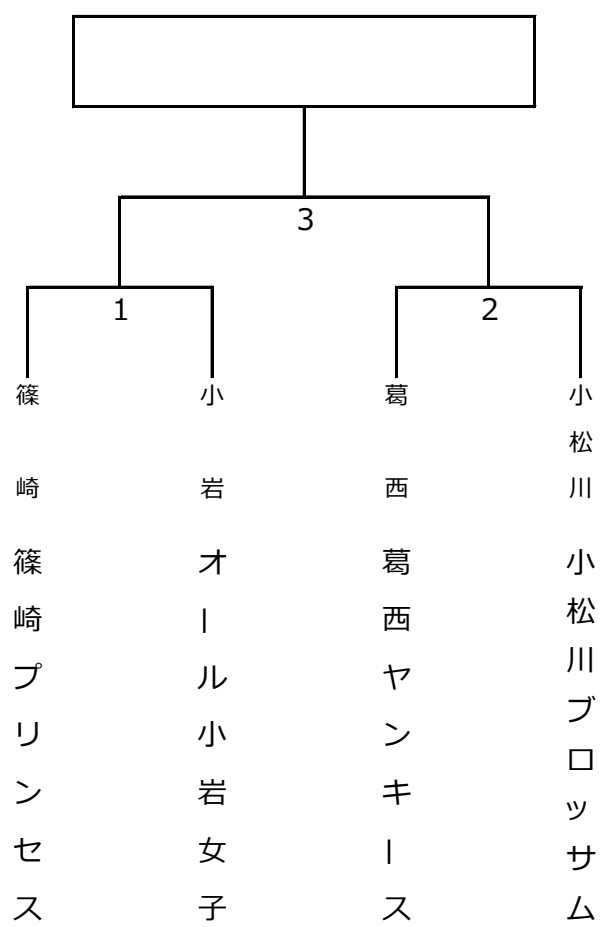 3
1
2
篠崎
小岩
葛西
小松川
篠崎プリンセス
オール小岩女子
葛西ヤンキース
小松川ブロッサム